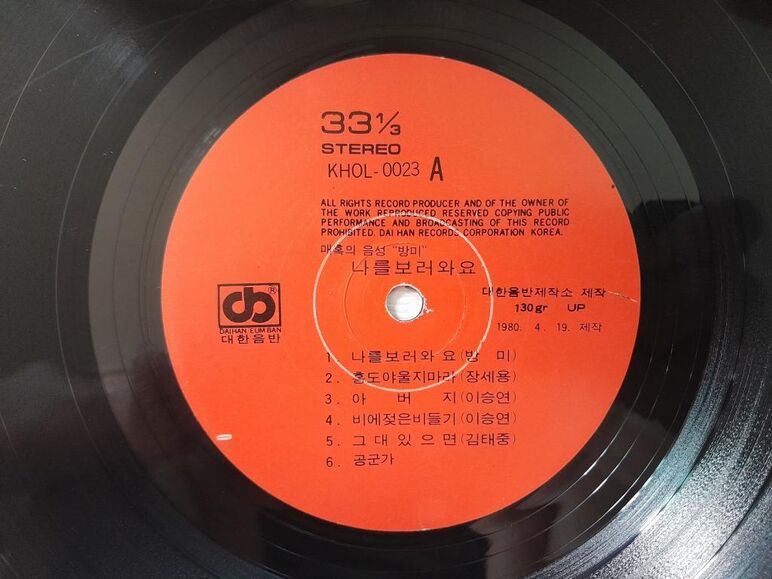 33⅓
STEREO
KHOL-0023 A
ALL RIGHTS RECORD PRODUCER AND OF THE OWNER OF
THE WORK REPRODUCED RESERVED COPYING PUBLIC
PERFORMANCE AND BROADCASTING OF THIS RECORD
PROHIBITED. DAI HAN RECORDS CORPORATION KOREA.
매혹의 음성 "방미"
나를보러와요
®
DAIHAN EUM BAN
대한음반
대한음반제작소 제작
130gr UP
1980. 4. 19. 제작
1. 나를보러와요(방 미)
2. 홍도야울지마라(장세용)
3. 아 버 지(이승연)
4. 비에젖은비들기(이승연)
5. 그대있으면(김태중)
6. 공군가